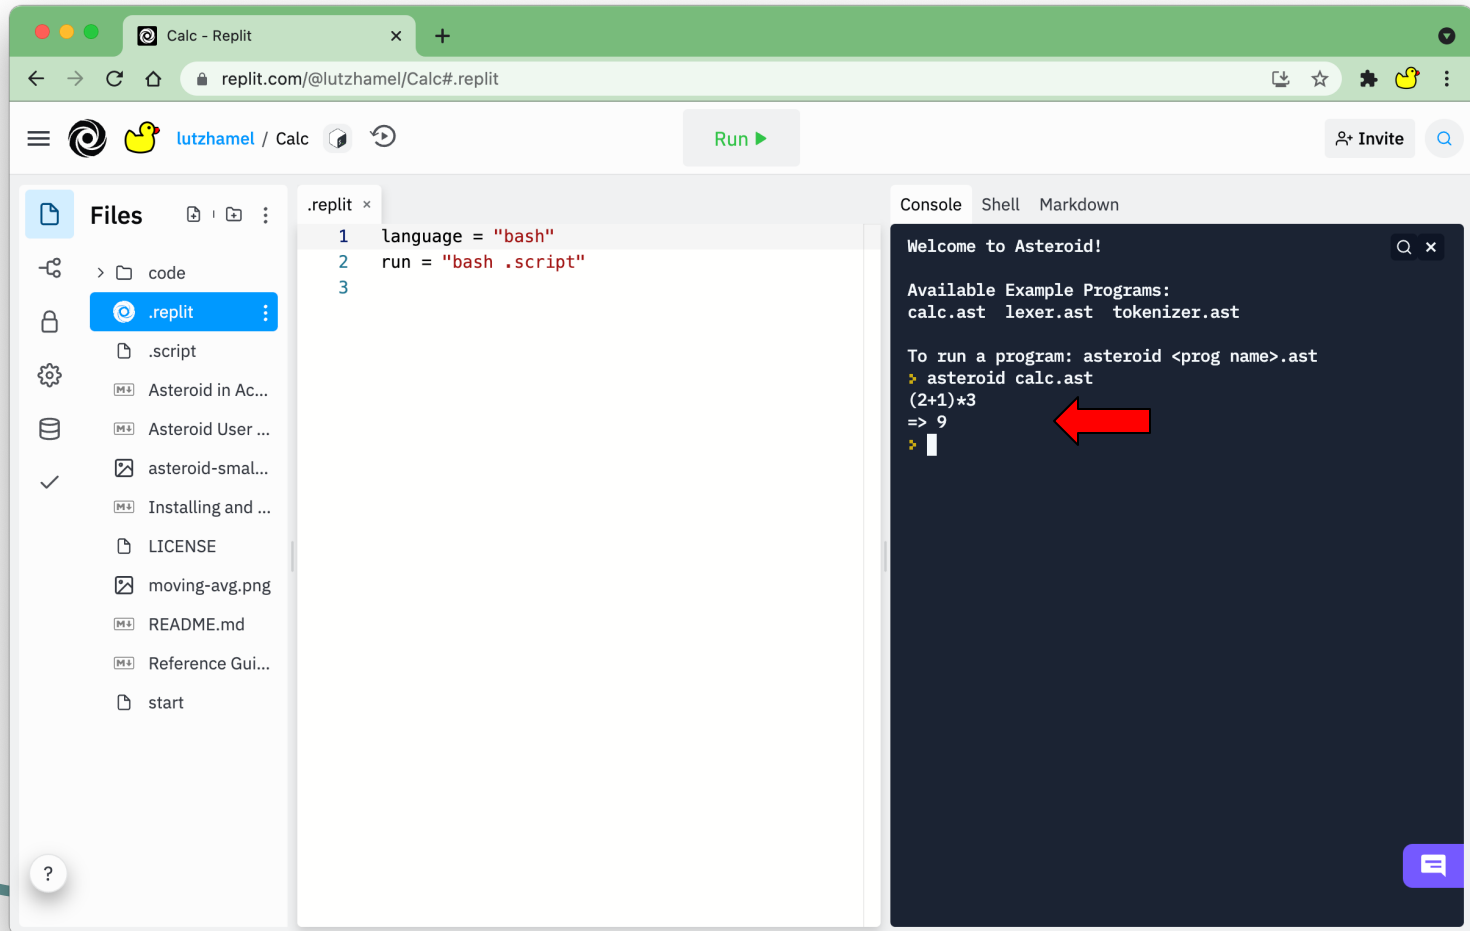 Calc - Replit
replit.com/@lutzhamel/Calc#.replit
lutzhamel / Calc
Run
Invite
Files
code
.replit
.script
Asteroid in Ac...
Asteroid User ...
asteroid-smal...
Installing and ...
LICENSE
moving-avg.png
README.md
Reference Gui...
start
?
.replit
1 language = "bash"
2 run = "bash .script"
3
Console Shell Markdown
Welcome to Asteroid!
Available Example Programs:
calc.ast lexer.ast tokenizer.ast
To run a program: asteroid <prog name>.ast
> asteroid calc.ast
(2+1)*3
=> 9
>